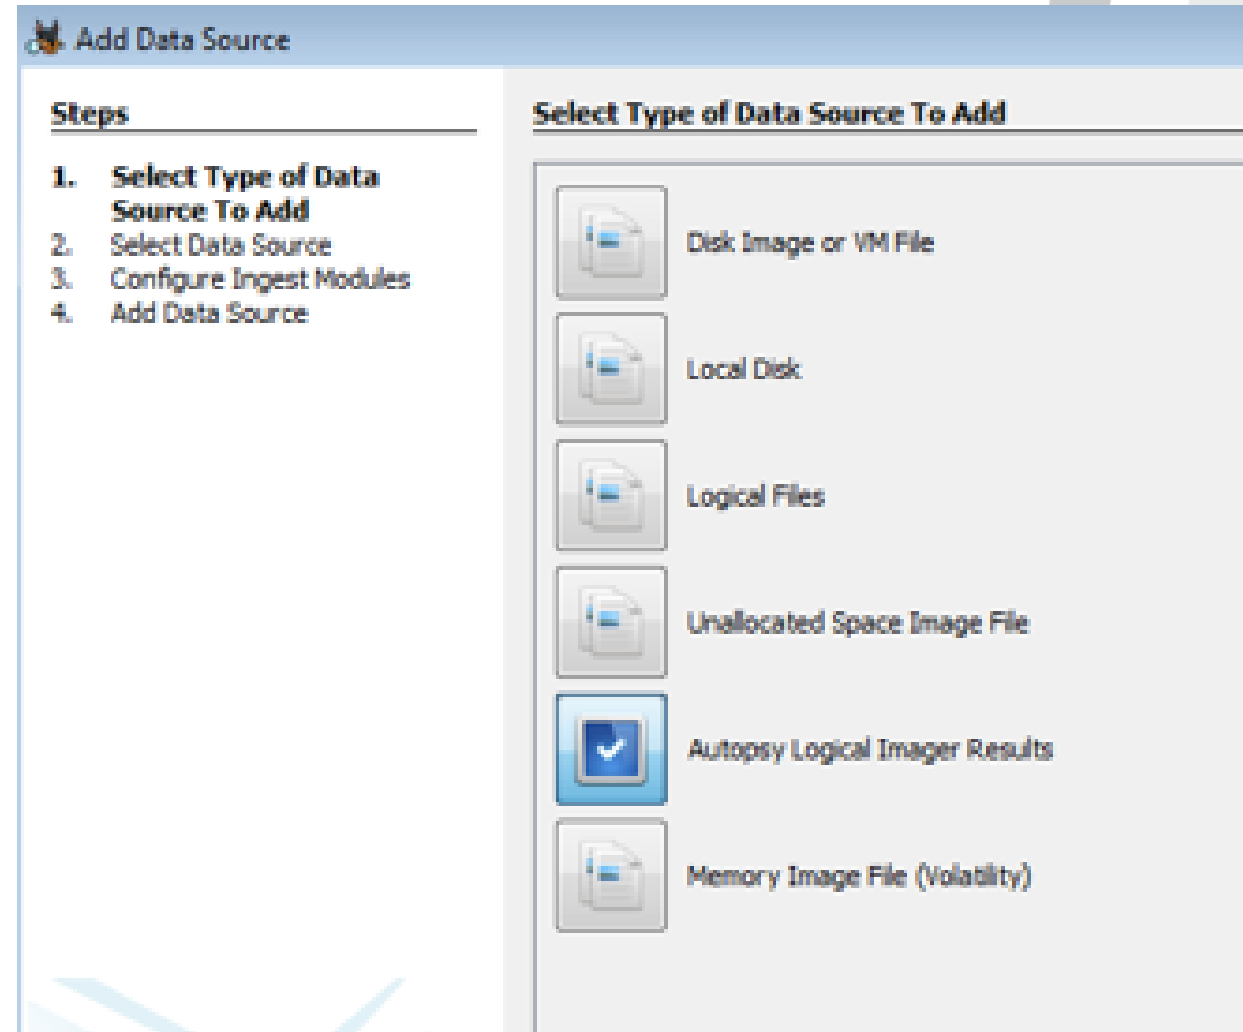 Add Data Source
Steps
1. Select Type of Data
Source To Add
2. Select Data Source
3. Configure Ingest Modules
4. Add Data Source
Select Type of Data Source To Add
Disk Image or VM File
Local Disk
Logical Files
Unallocated Space Image File
Autopsy Logical Imager Results
Memory Image File (Volatility)